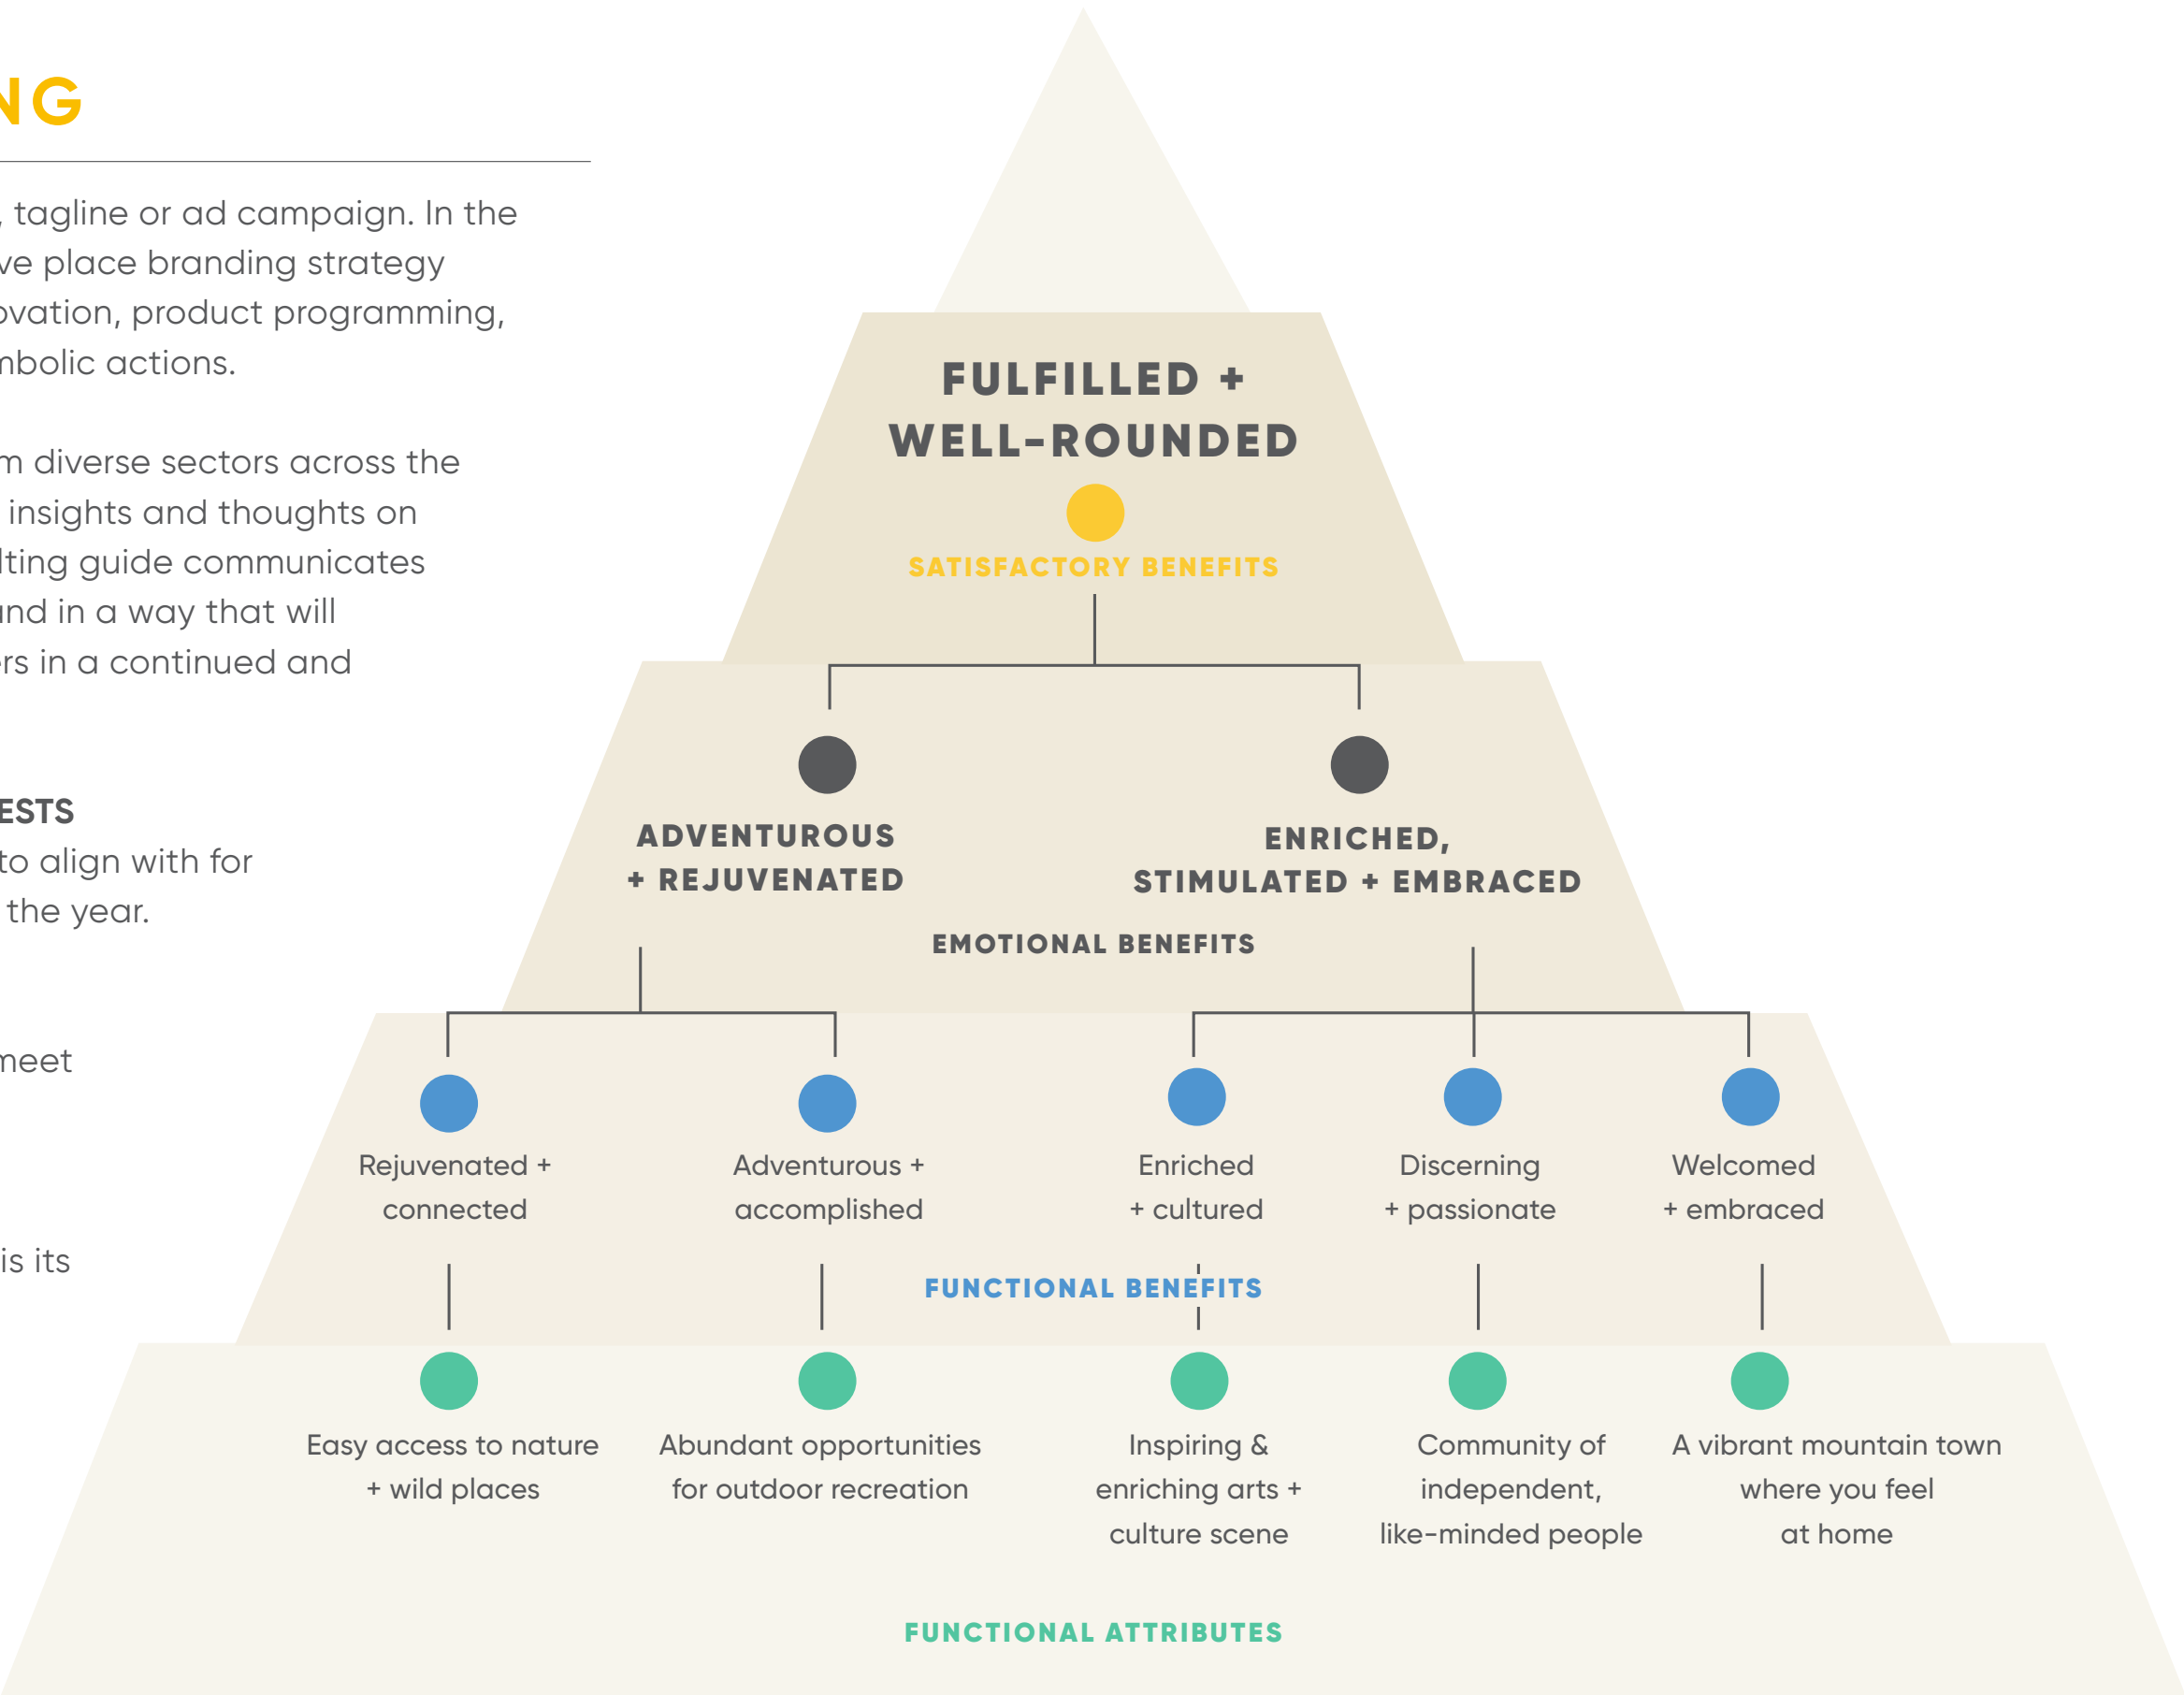 NG
, tagline or ad campaign. In the
ve place branding strategy
ovation, product programming,
mbolic actions.
m diverse sectors across the
insights and thoughts on
lting guide communicates
and in a way that will
ers in a continued and
ESTS
to align with for
the year.
meet
is its
FULFILLED +
WELL-ROUNDED
SATISFACTORY BENEFITS
ADVENTUROUS
+ REJUVENATED
ENRICHED,
STIMULATED + EMBRACED
EMOTIONAL BENEFITS
Rejuvenated +
connected
Adventurous +
accomplished
Enriched
+ cultured
Discerning
+ passionate
Welcomed
+ embraced
FUNCTIONAL BENEFITS
Easy access to nature
+ wild places
Abundant opportunities
for outdoor recreation
Inspiring &
enriching arts +
culture scene
Community of
independent,
like-minded people
A vibrant mountain town
where you feel
at home
FUNCTIONAL ATTRIBUTES